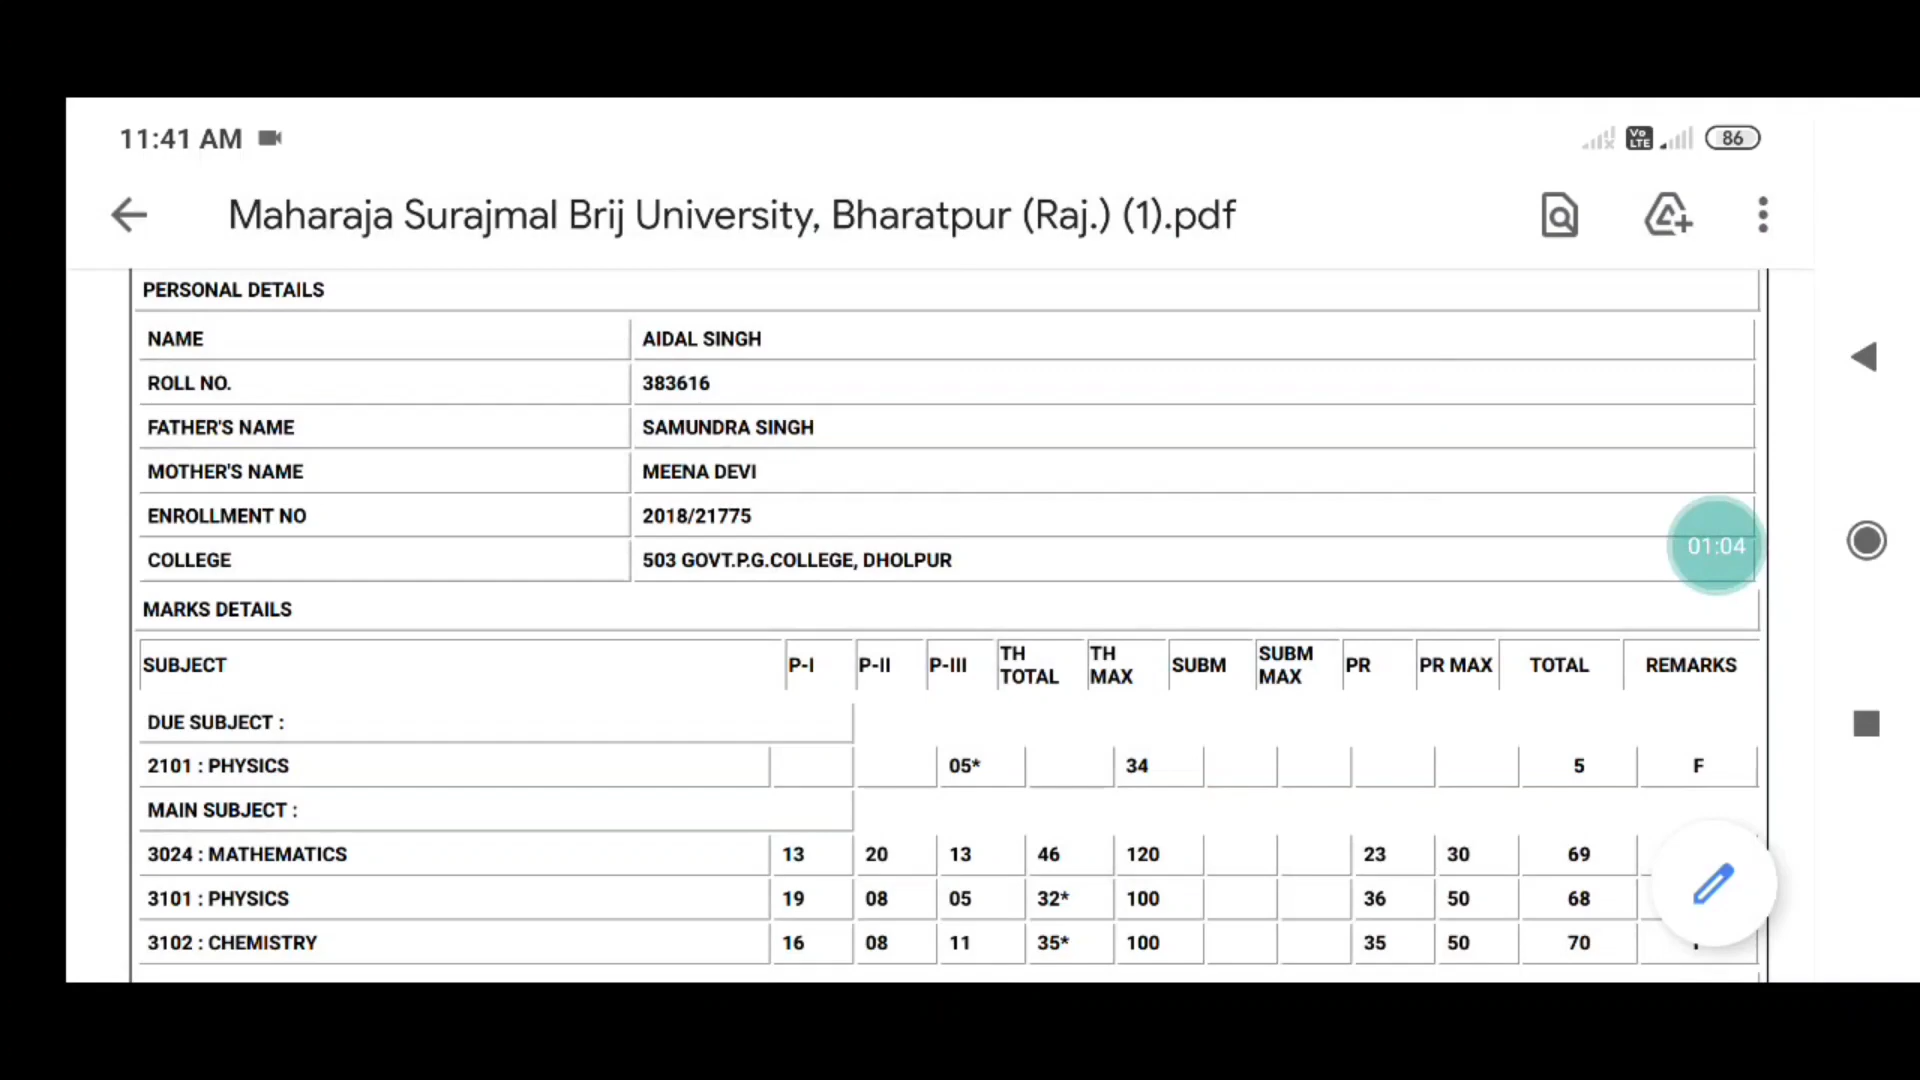 11:41 AM Vo LTE 86
Maharaja Surajmal Brij University, Bharatpur (Raj.) (1).pdf
PERSONAL DETAILS
NAME AIDAL SINGH
ROLL NO. 383616
FATHER'S NAME SAMUNDRA SINGH
MOTHER'S NAME MEENA DEVI
ENROLLMENT NO 2018/21775
01:04
COLLEGE 503 GOVT.P.G.COLLEGE, DHOLPUR
MARKS DETAILS
SUBJECT P-I P-II P-III TH TOTAL TH MAX SUBM SUBM MAX PR PR MAX TOTAL REMARKS
DUE SUBJECT :
2101 : PHYSICS 05* 34 5 F
MAIN SUBJECT :
3024 : MATHEMATICS 13 20 13 46 120 23 30 69
3101 : PHYSICS 19 08 05 32* 100 36 50 68
3102 : CHEMISTRY 16 08 11 35* 100 35 50 70